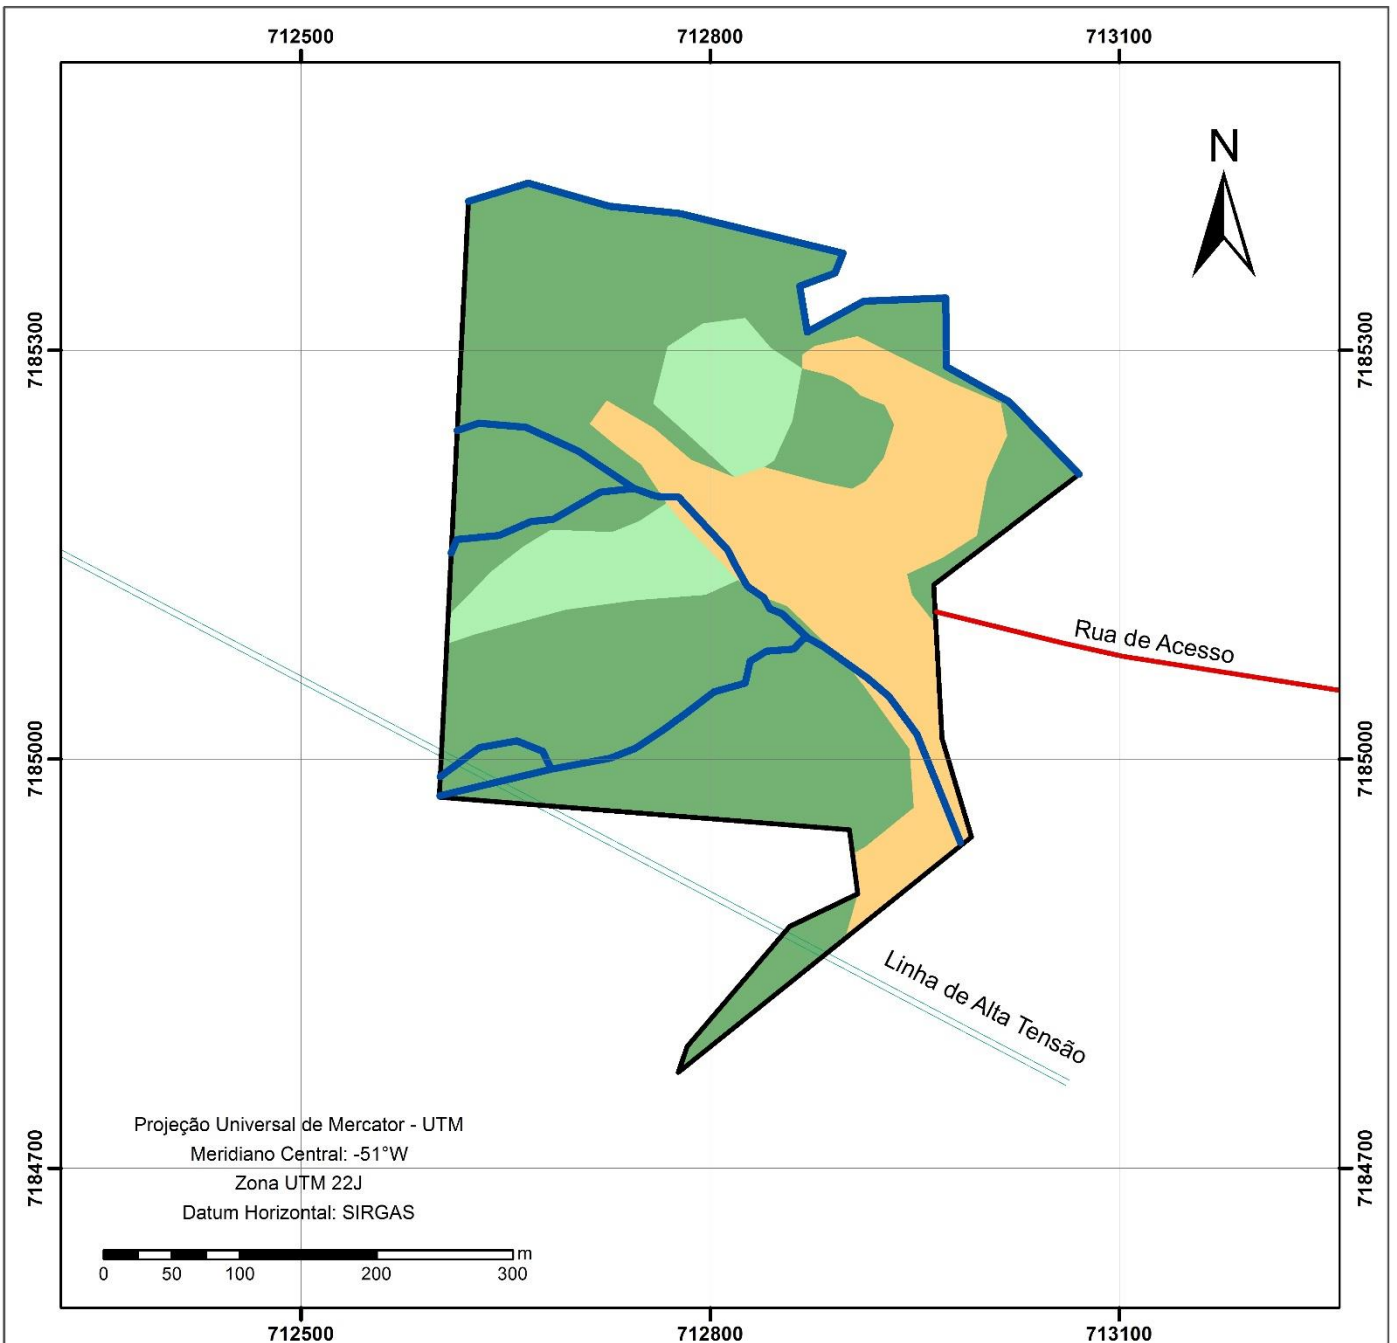 712500 712800 713100
N
7185300 7185300
Rua de Acesso
7185000 7185000
Linha de Alta Tensão
Projeção Universal de Mercator - UTM
Meridiano Central: -51°W
Zona UTM 22J
Datum Horizontal: SIRGAS
7184700 7184700
m
0 50 100 200 300
712500 712800 713100